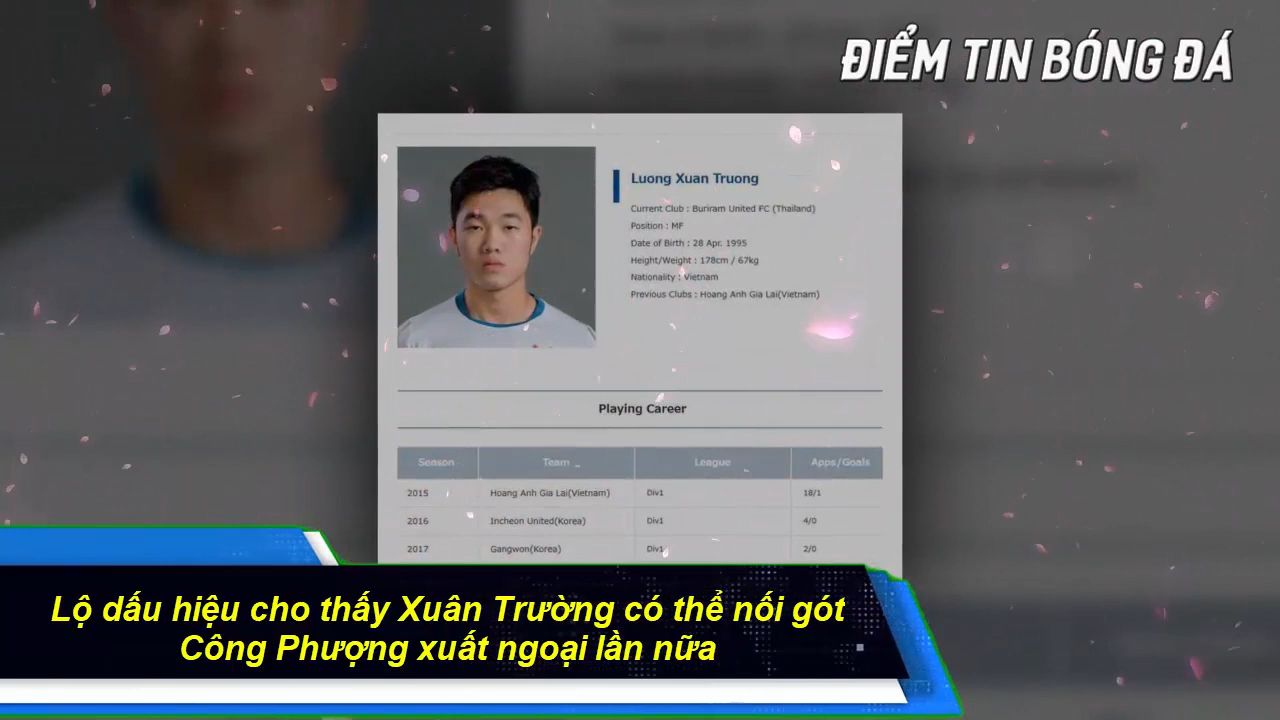 ĐIỂM TIN BÓNG ĐÁ
Luong Xuan Truong
Current Club : Buriram United FC (Thailand)
Position : MF
Date of Birth : 28 Apr. 1995
Height/Weight : 178cm / 67kg
Nationality : Vietnam
Previous Clubs : Hoang Anh Gia Lai(Vietnam)
Playing Career
Season Team League Apps/Goals
2015 Hoang Anh Gia Lai(Vietnam) Div1 18/1
2016 Incheon United(Korea) Div1 4/0
2017 Gangwon(Korea) Div1 2/0
Lộ dấu hiệu cho thấy Xuân Trường có thể nối gót
Công Phượng xuất ngoại lần nữa